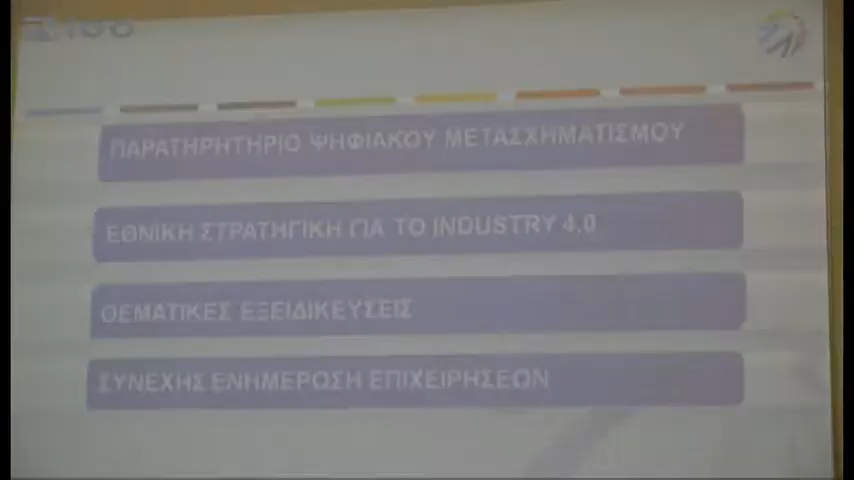 ΠΑΡΑΤΗΡΗΤΗΡΙΟ ΨΗΦΙΑΚΟΥ ΜΕΤΑΣΧΗΜΑΤΙΣΜΟΥ
ΕΘΝΙΚΗ ΣΤΡΑΤΗΓΙΚΗ ΓΙΑ ΤΟ INDUSTRY 4.0
ΘΕΜΑΤΙΚΕΣ ΕΞΕΙΔΙΚΕΥΣΕΙΣ
ΣΥΝΕΧΗΣ ΕΝΗΜΕΡΩΣΗ ΕΠΙΧΕΙΡΗΣΕΩΝ